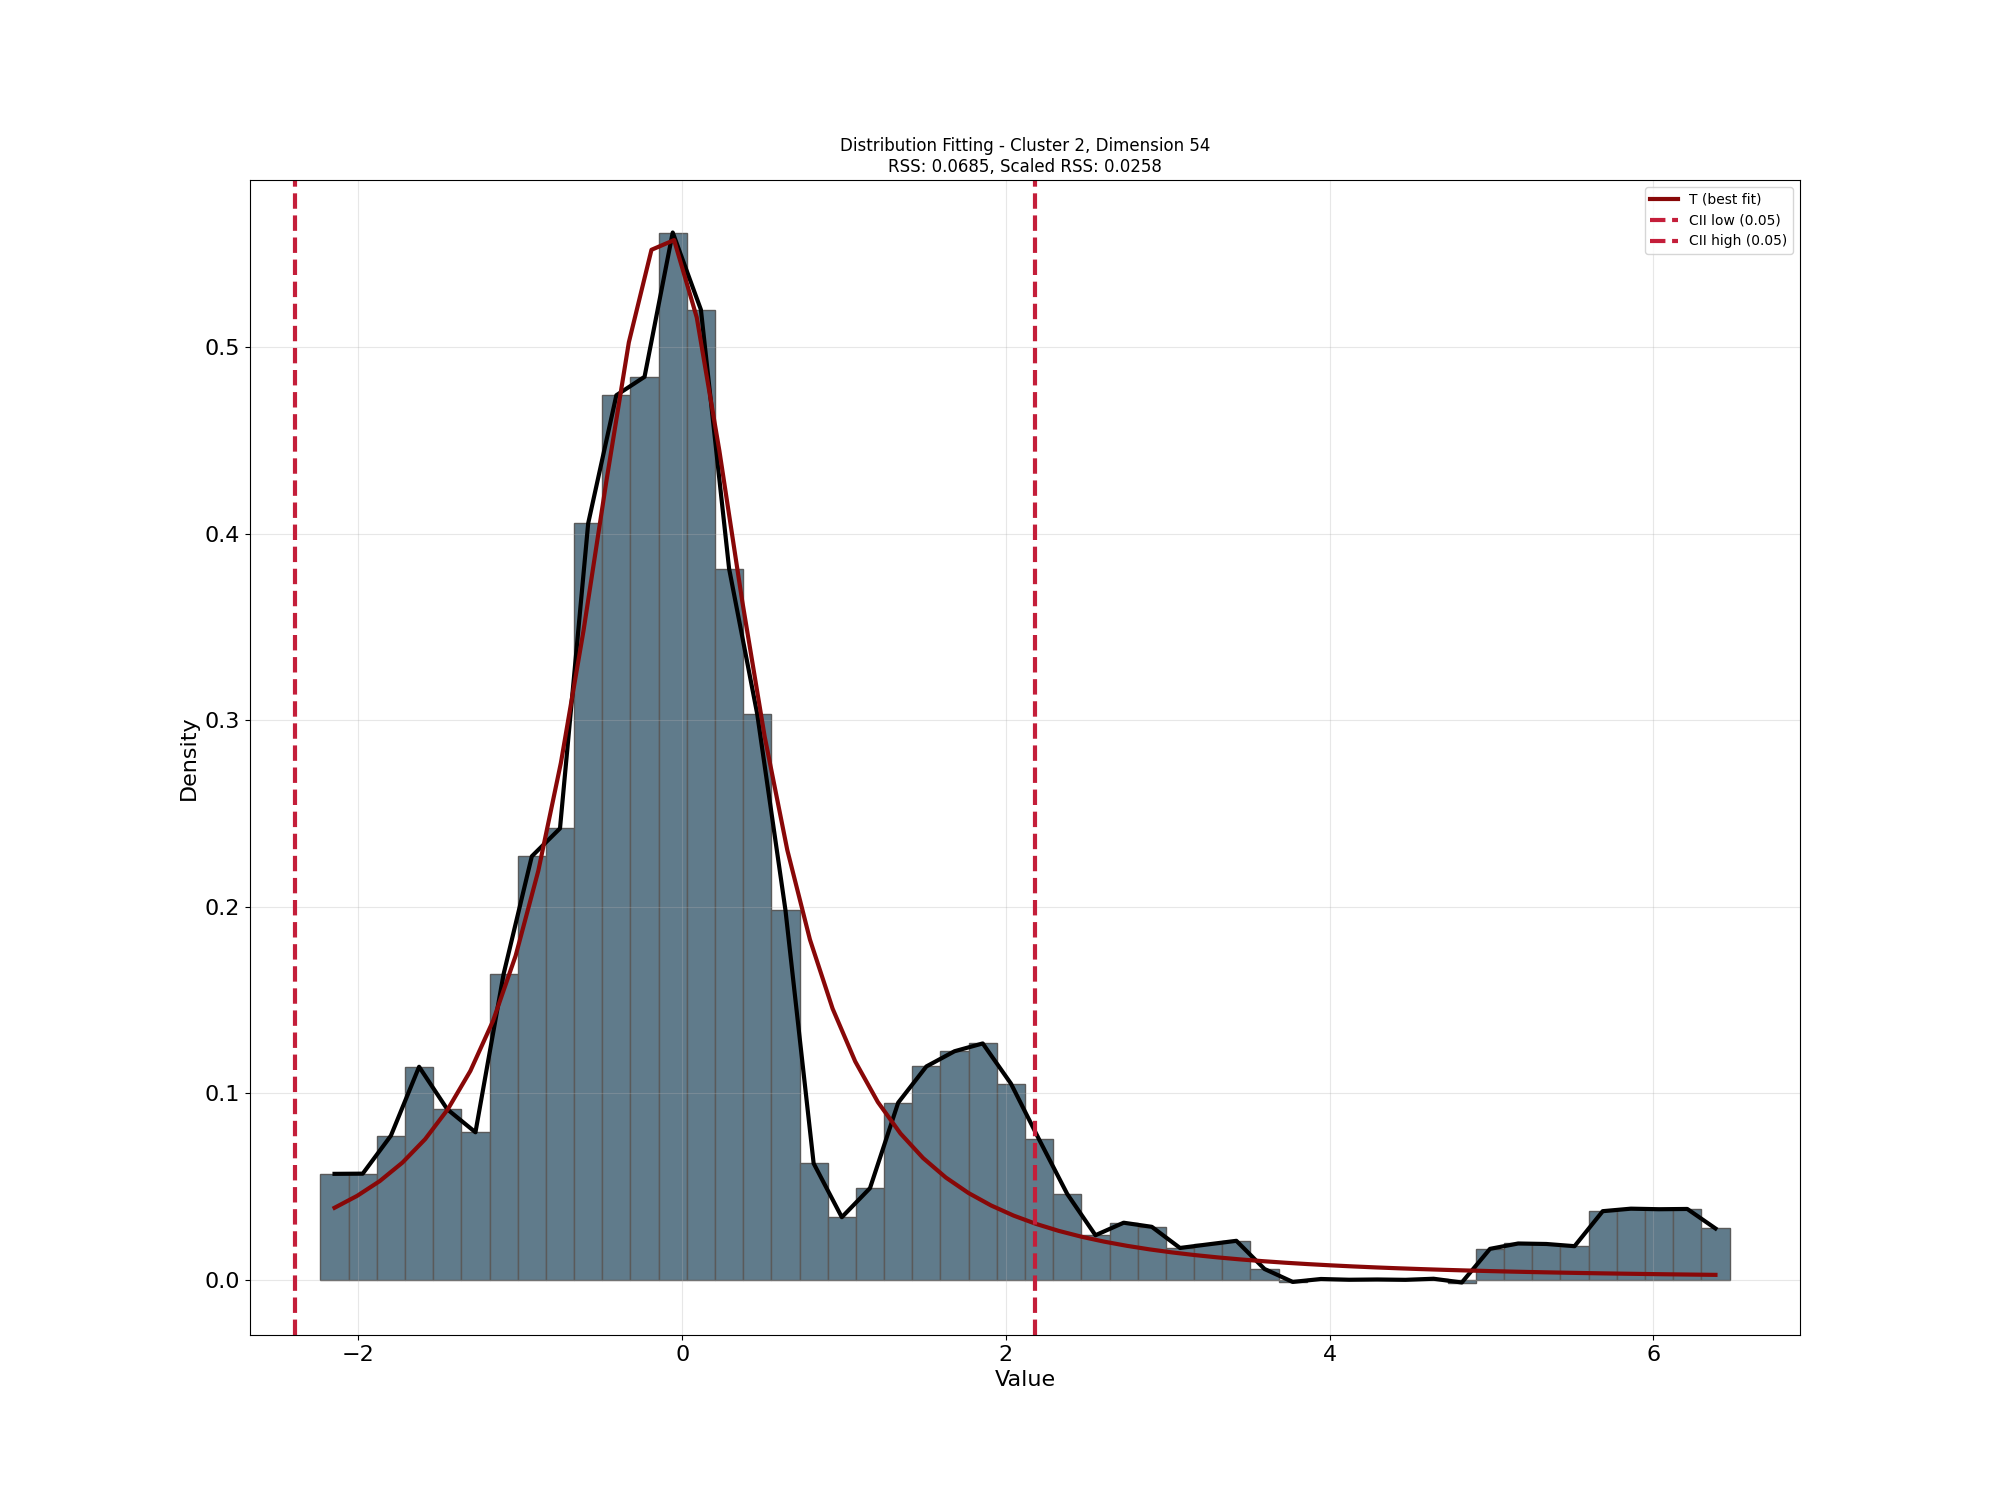 Distribution Fitting - Cluster 2, Dimension 54
RSS: 0.0685, Scaled RSS: 0.0258
T (best fit)
CII low (0.05)
CII high (0.05)
Density
0.5
0.4
0.3
0.2
0.1
0.0
−2 0 2 4 6
Value